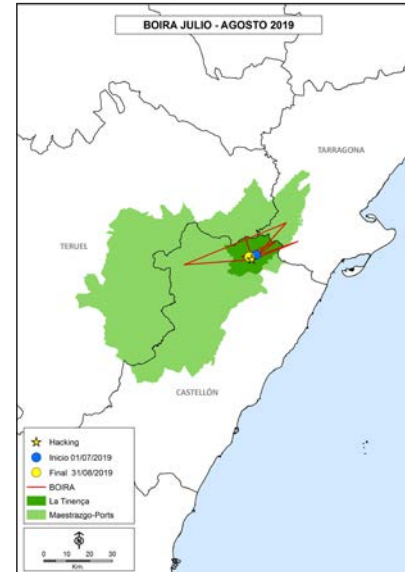 BOIRA JULIO - AGOSTO 2019
TARRAGONA
TERUEL
CASTELLÓN
Hacking
Inicio 01/07/2019
Final 31/08/2019
BOIRA
La Tinença
Maestrazgo-Ports
N
0 5 10 20 30
Km.